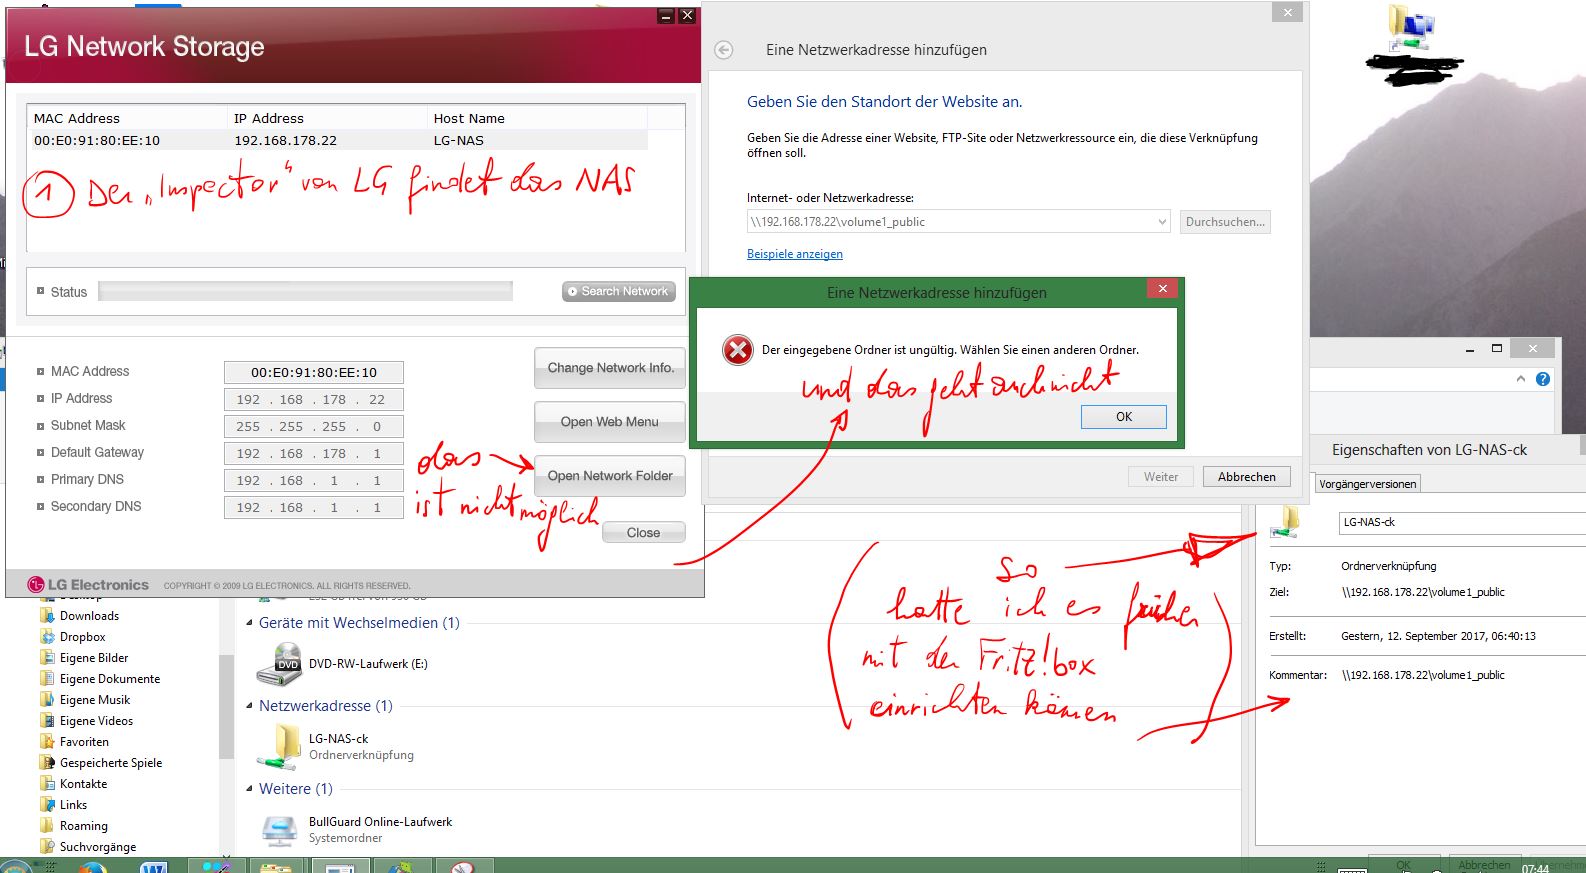 LG Network Storage
MAC Address IP Address Host Name
00:E0:91:80:EE:10 192.168.178.22 LG-NAS
1 Der „Inspector“ von LG findet das NAS
Status
Search Network
MAC Address 00:E0:91:80:EE:10
IP Address 192 . 168 . 178 . 22
Subnet Mask 255 . 255 . 255 . 0
Default Gateway 192 . 168 . 178 . 1
Primary DNS 192 . 168 . 1 . 1
Secondary DNS 192 . 168 . 1 . 1
Change Network Info.
Open Web Menu
Open Network Folder
Close
das
ist nicht möglich
LG Electronics COPYRIGHT © 2009 LG ELECTRONICS. ALL RIGHTS RESERVED.
Eine Netzwerkadresse hinzufügen
Geben Sie den Standort der Website an.
Geben Sie die Adresse einer Website, FTP-Site oder Netzwerkressource ein, die diese Verknüpfung
öffnen soll.
Internet- oder Netzwerkadresse:
\\192.168.178.22\volume1_public
Durchsuchen...
Beispiele anzeigen
Eine Netzwerkadresse hinzufügen
Der eingegebene Ordner ist ungültig. Wählen Sie einen anderen Ordner.
und das geht auch nicht
OK
Weiter
Abbrechen
Eigenschaften von LG-NAS-ck
Vorgängerversionen
LG-NAS-ck
Typ: Ordnerverknüpfung
Ziel: \\192.168.178.22\volume1_public
Erstellt: Gestern, 12. September 2017, 06:40:13
Kommentar: \\192.168.178.22\volume1_public
OK
Abbrechen
so
hatte ich es früher
mit der Fritz!box
einrichten können
Desktop
Downloads
Dropbox
Eigene Bilder
Eigene Dokumente
Eigene Musik
Eigene Videos
Favoriten
Gespeicherte Spiele
Kontakte
Links
Roaming
Suchvorgänge
Geräte mit Wechselmedien (1)
DVD-RW-Laufwerk (E:)
Netzwerkadresse (1)
LG-NAS-ck
Ordnerverknüpfung
Weitere (1)
BullGuard Online-Laufwerk
Systemordner
07:44